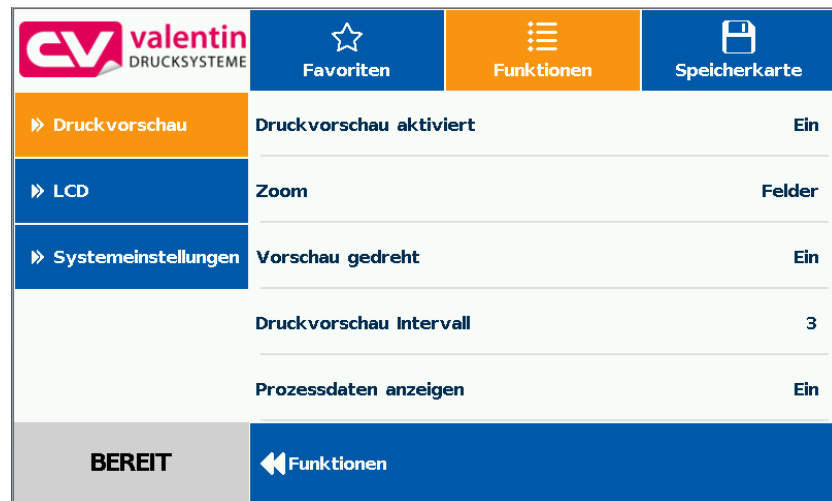 CV valentin
DRUCKSYSTEME
Favoriten
Funktionen
Speicherkarte
Druckvorschau
Druckvorschau aktiviert Ein
LCD
Zoom Felder
Systemeinstellungen
Vorschau gedreht Ein
Druckvorschau Intervall 3
Prozessdaten anzeigen Ein
BEREIT
Funktionen